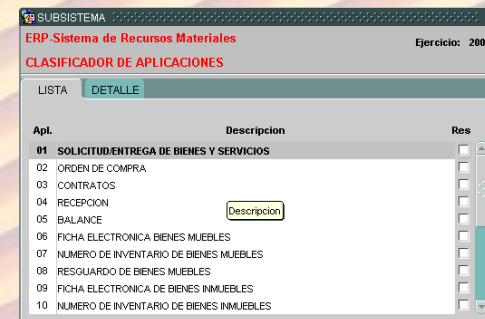 SUBSISTEMA
ERP-Sistema de Recursos Materiales
Ejercicio: 200
CLASIFICADOR DE APLICACIONES
LISTA DETALLE
Apl. Descripcion Res
01 SOLICITUD/ENTREGA DE BIENES Y SERVICIOS
02 ORDEN DE COMPRA
03 CONTRATOS
04 RECEPCION
Descripcion
05 BALANCE
06 FICHA ELECTRONICA BIENES MUEBLES
07 NUMERO DE INVENTARIO DE BIENES MUEBLES
08 RESGUARDO DE BIENES MUEBLES
09 FICHA ELECTRONICA DE BIENES INMUEBLES
10 NUMERO DE INVENTARIO DE BIENES INMUEBLES